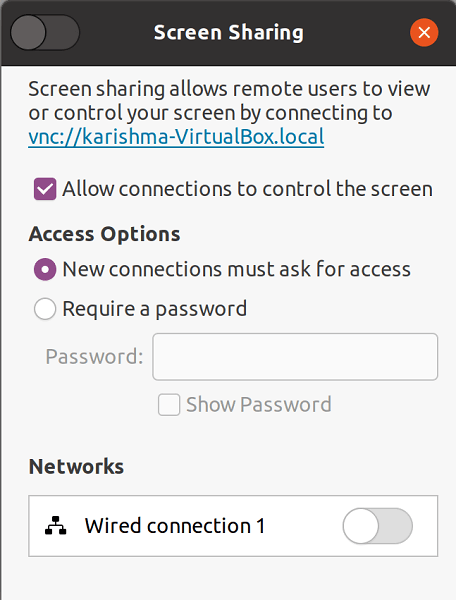 Screen Sharing
Screen sharing allows remote users to view
or control your screen by connecting to
vnc://karishma-VirtualBox.local
Allow connections to control the screen
Access Options
New connections must ask for access
Require a password
Password:
Show Password
Networks
Wired connection 1